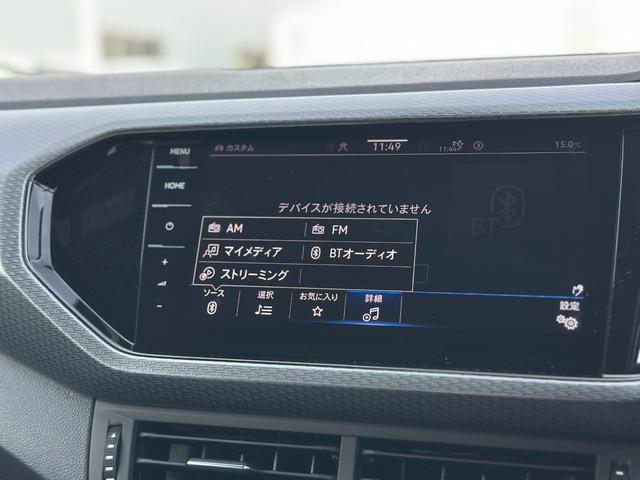 MENU
カスタム
11:49
11:44
15.0℃
HOME
デバイスが接続されていません
BT
AM
FM
マイメディア
BTオーディオ
+
ストリーミング
ソース
選択
お気に入り
詳細
設定
-